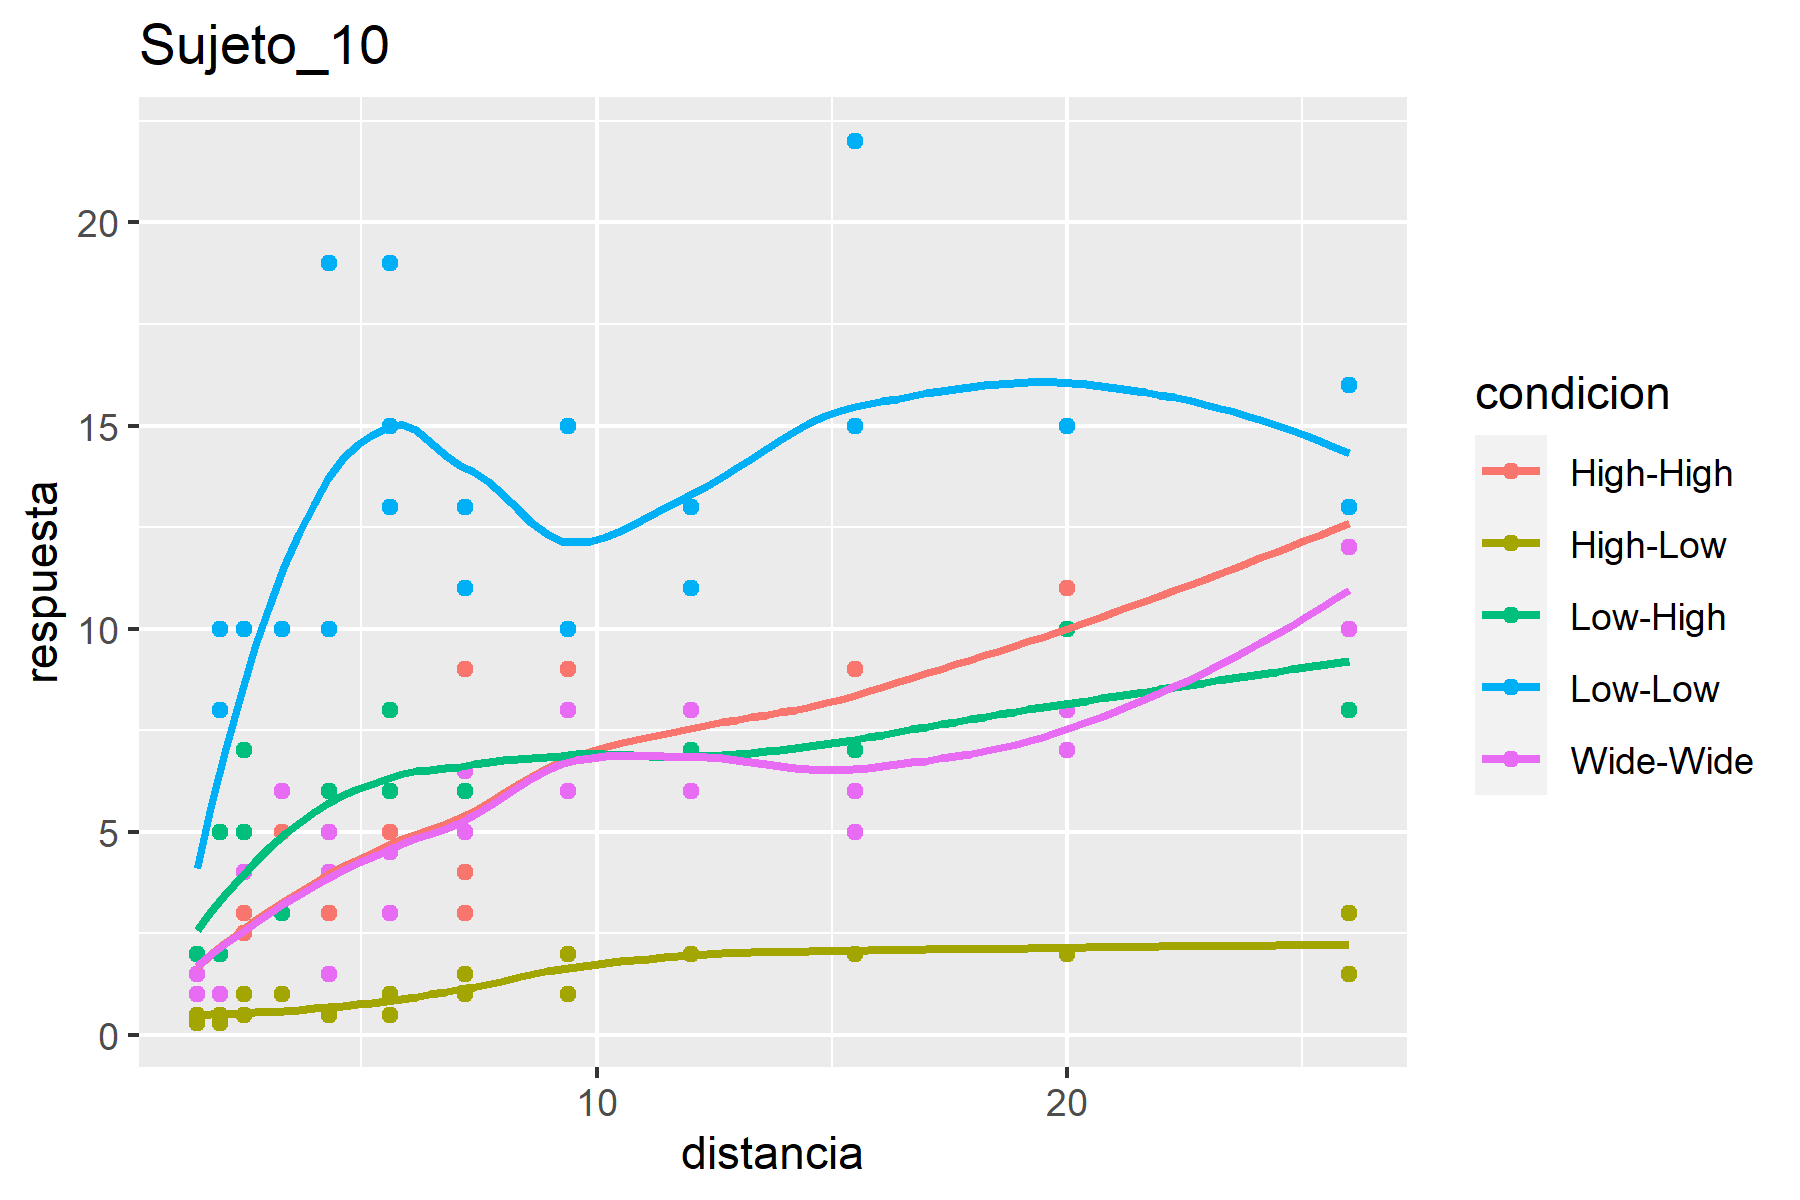 Sujeto_10
20
15
10
5
0
respuesta
10
20
distancia
condicion
High-High
High-Low
Low-High
Low-Low
Wide-Wide